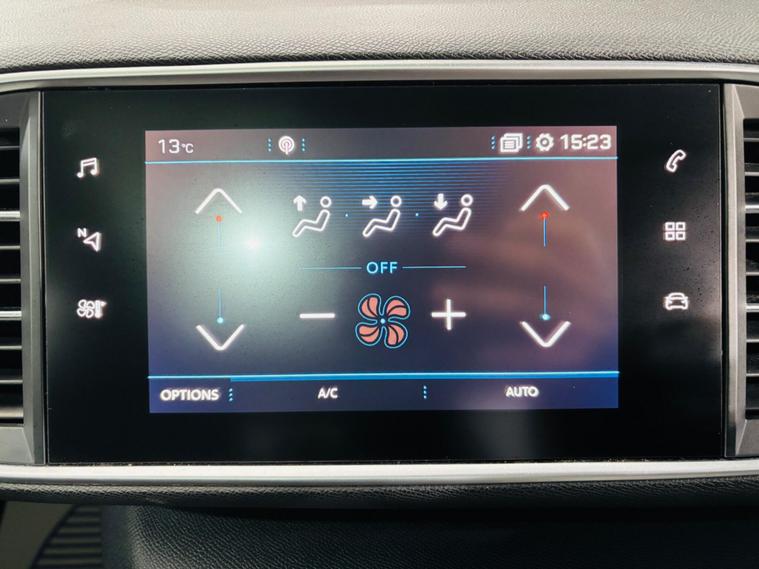 13°C 15:23
N
OFF
OPTIONS A/C AUTO